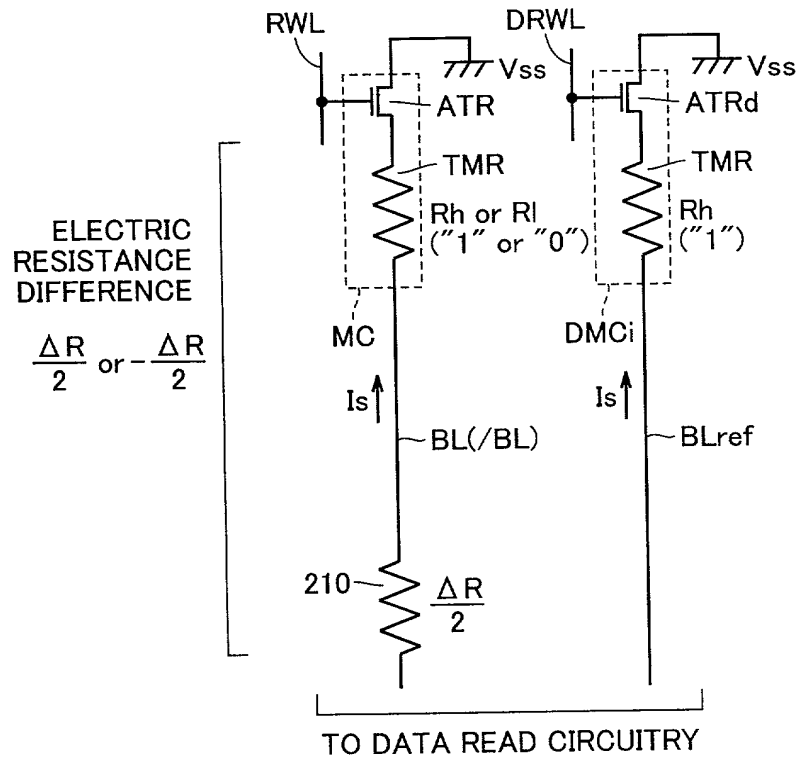 RWL
DRWL
Vss
Vss
ATR
ATRd
TMR
TMR
Rh or Rl
("1" or "0")
Rh
("1")
ELECTRIC
RESISTANCE
DIFFERENCE
ΔR/2 or -ΔR/2
MC
DMCi
Is
Is
BL(/BL)
BLref
210
ΔR/2
TO DATA READ CIRCUITRY